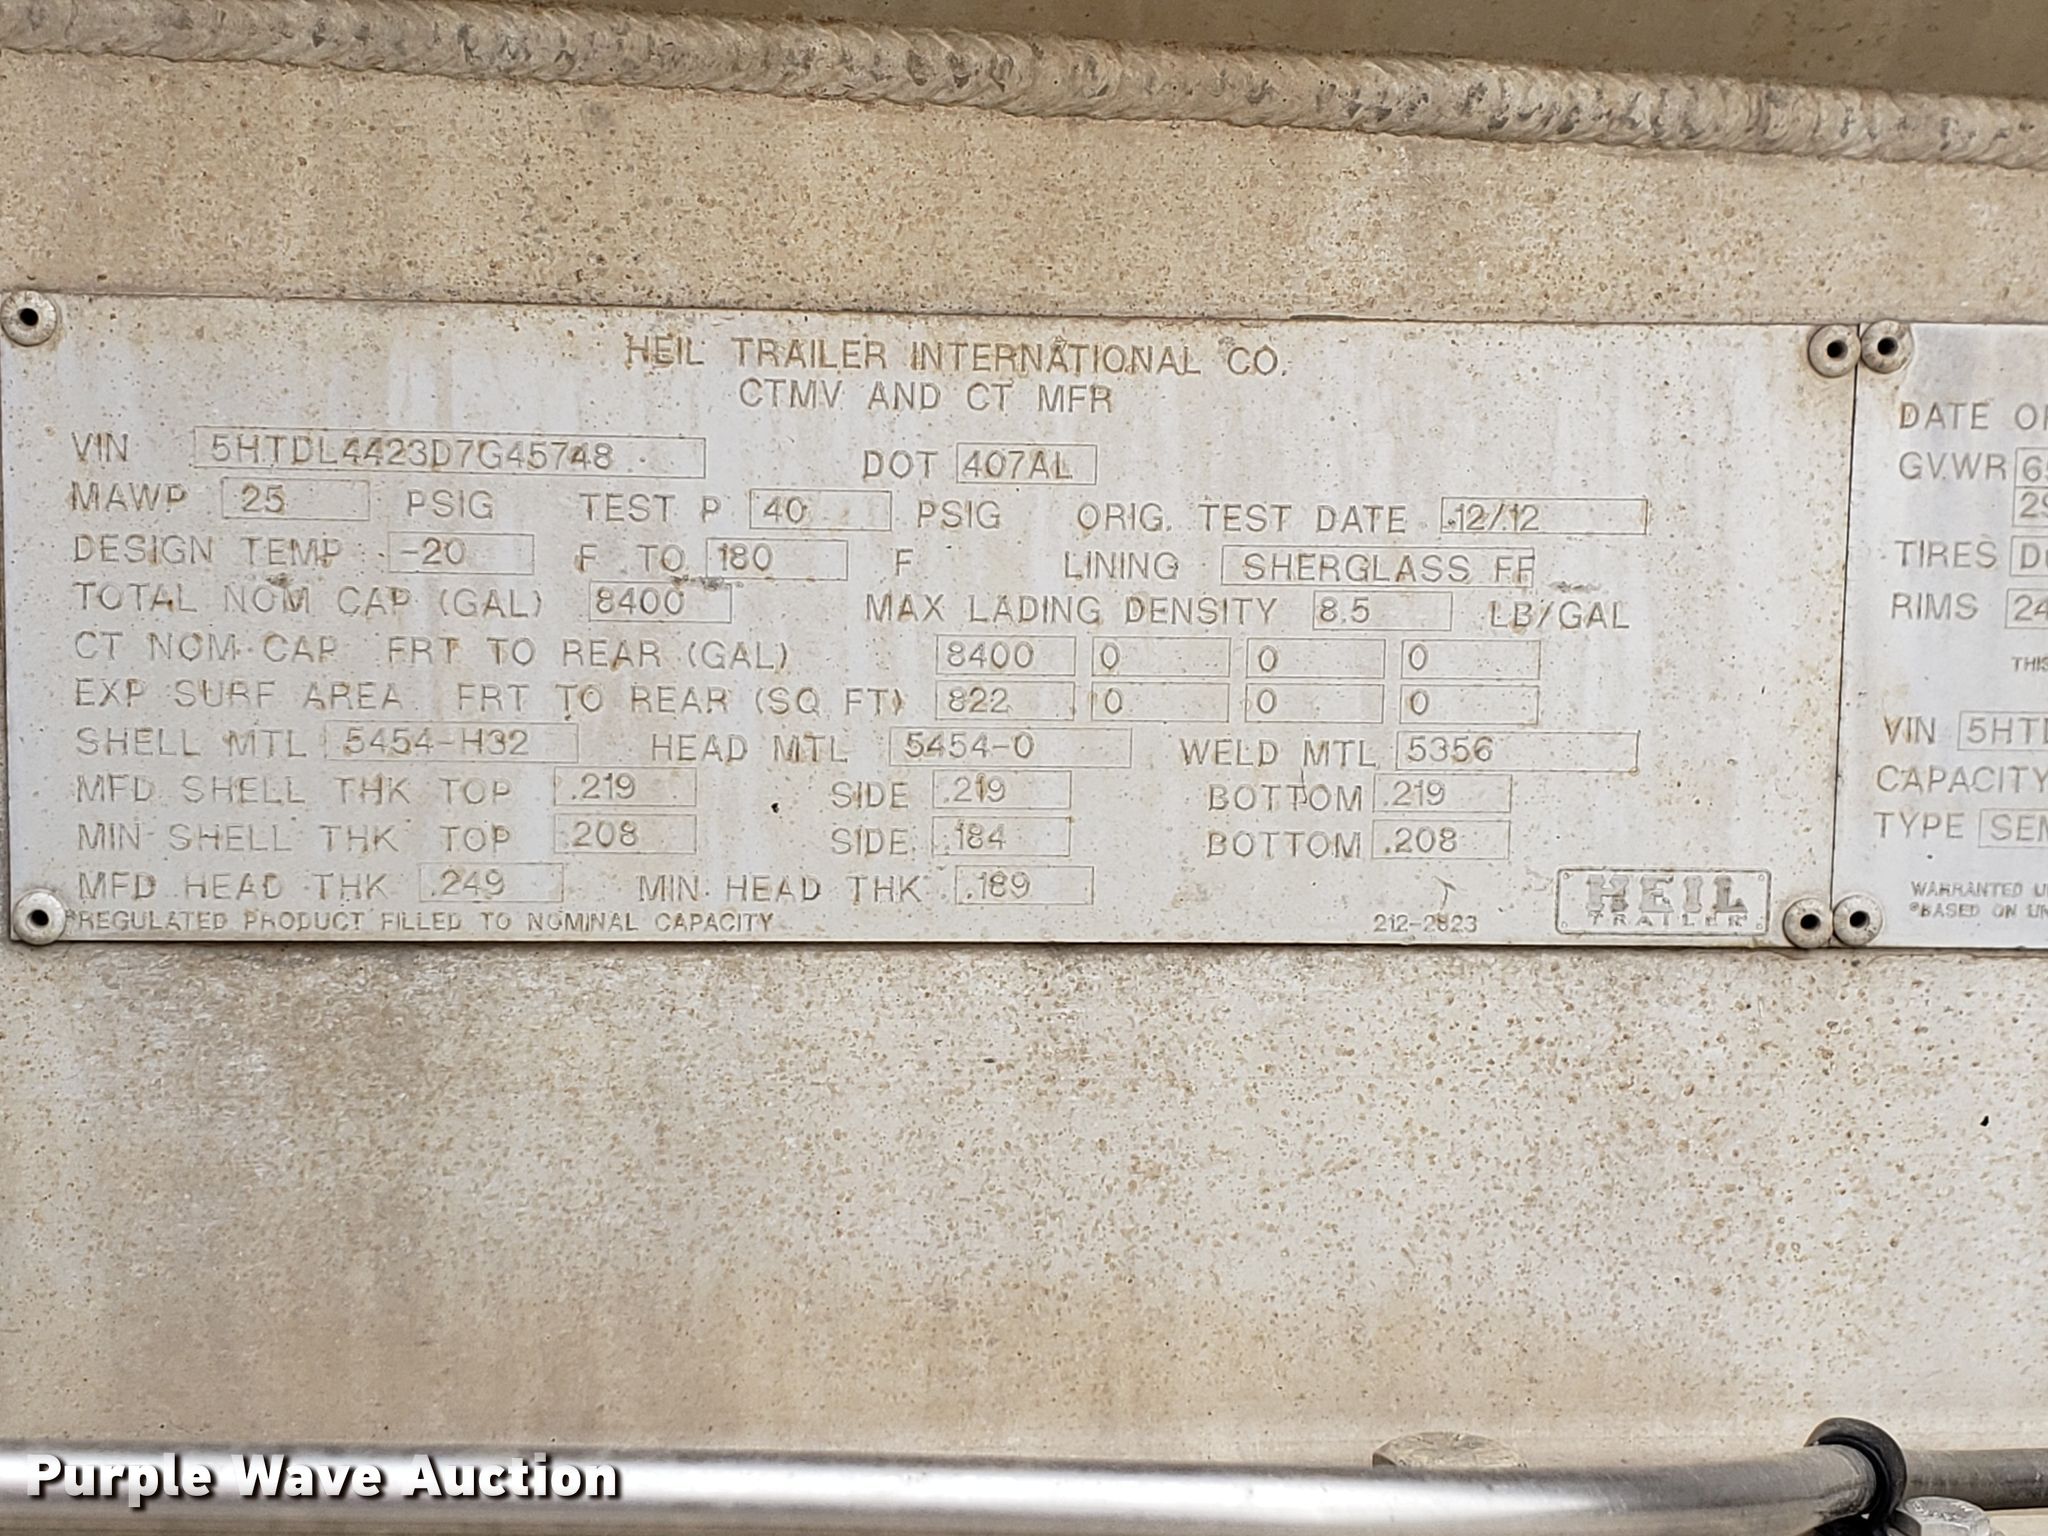 HEIL TRAILER INTERNATIONAL CO.
CTMV AND CT MFR
VIN 5HTDL4423D7G45748 DOT 407AL
MAWP 25 PSIG TEST P 40 PSIG ORIG. TEST DATE 12/12
DESIGN TEMP -20 F TO 180 F LINING SHERGLASS FF
TOTAL NOM CAP (GAL) 8400 MAX LADING DENSITY 8.5 LB/GAL
CT NOM CAP FRT TO REAR (GAL) 8400 0 0 0
EXP SURF AREA FRT TO REAR (SQ FT) 822 0 0 0
SHELL MTL 5454-H32 HEAD MTL 5454-0 WELD MTL 5356
MFD SHELL THK TOP .219 SIDE .219 BOTTOM .219
MIN SHELL THK TOP .208 SIDE .184 BOTTOM .208
MFD HEAD THK .249 MIN HEAD THK .189
*REGULATED PRODUCT FILLED TO NOMINAL CAPACITY 212-2823
HEIL
TRAILER
DATE
GVWR
TIRES
RIMS 24
VIN 5HTD
CAPACITY
TYPE SEM
WARRANTED
*BASED ON
Purple Wave Auction